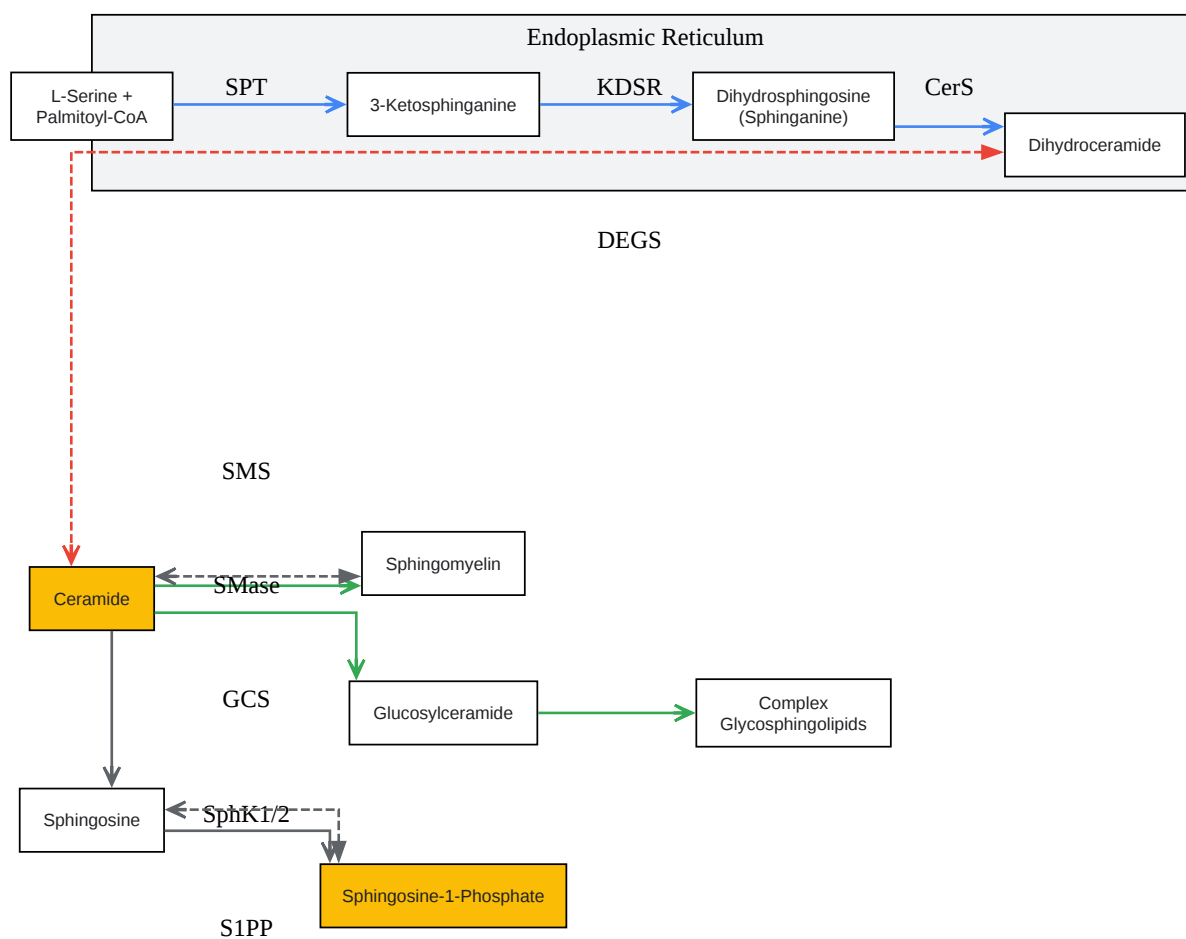 Endoplasmic Reticulum
L-Serine +
Palmitoyl-CoA
SPT
3-Ketosphinganine
KDSR
Dihydrosphingosine
(Sphinganine)
CerS
Dihydroceramide
DEGS
SMS
Sphingomyelin
SMase
Ceramide
GCS
Glucosylceramide
Complex
Glycosphingolipids
Sphingosine
SphK1/2
Sphingosine-1-Phosphate
S1PP